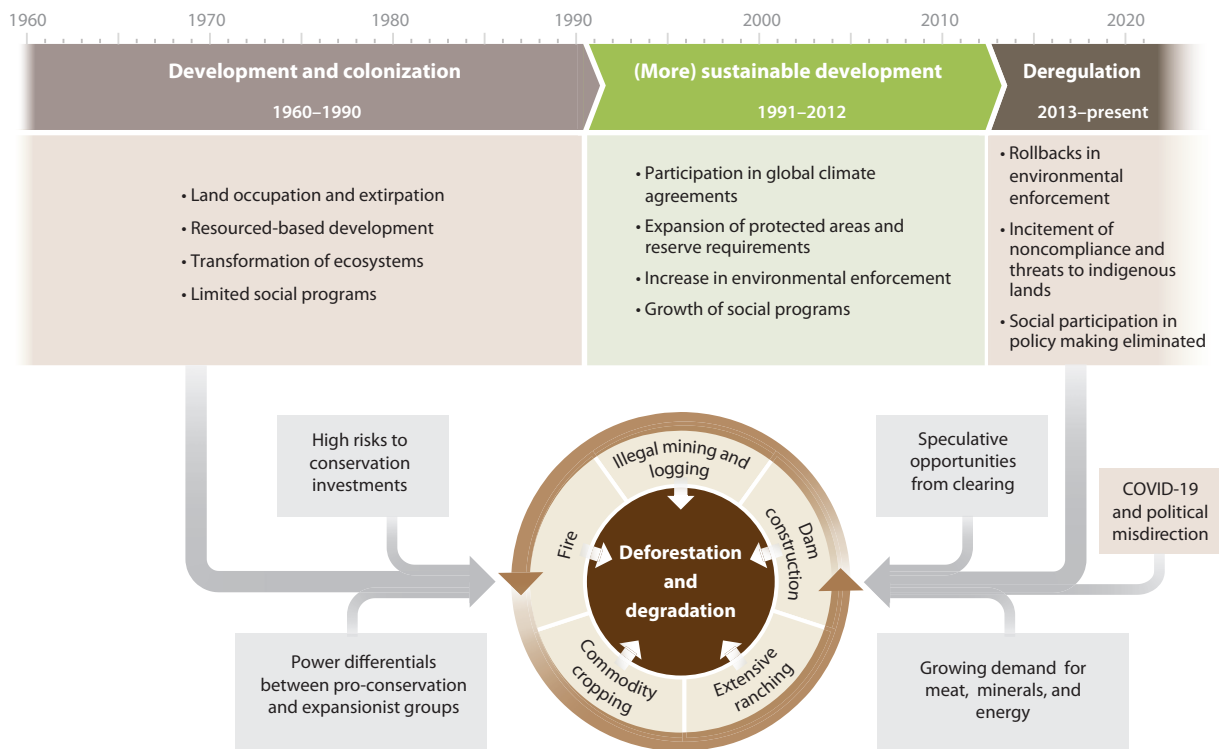 1960 1970 1980 1990 2000 2010 2020
Development and colonization
1960–1990
(More) sustainable development
1991–2012
Deregulation
2013–present
• Land occupation and extirpation
• Resourced-based development
• Transformation of ecosystems
• Limited social programs
• Participation in global climate
agreements
• Expansion of protected areas and
reserve requirements
• Increase in environmental enforcement
• Growth of social programs
• Rollbacks in
environmental
enforcement
• Incitement of
noncompliance and
threats to indigenous
lands
• Social participation in
policy making eliminated
High risks to
conservation
investments
Power differentials
between pro-conservation
and expansionist groups
Illegal mining and
logging
Fire
Dam
construction
Deforestation
and
degradation
Commodity
cropping
Extensive
ranching
Speculative
opportunities
from clearing
COVID-19
and political
misdirection
Growing demand for
meat, minerals, and
energy